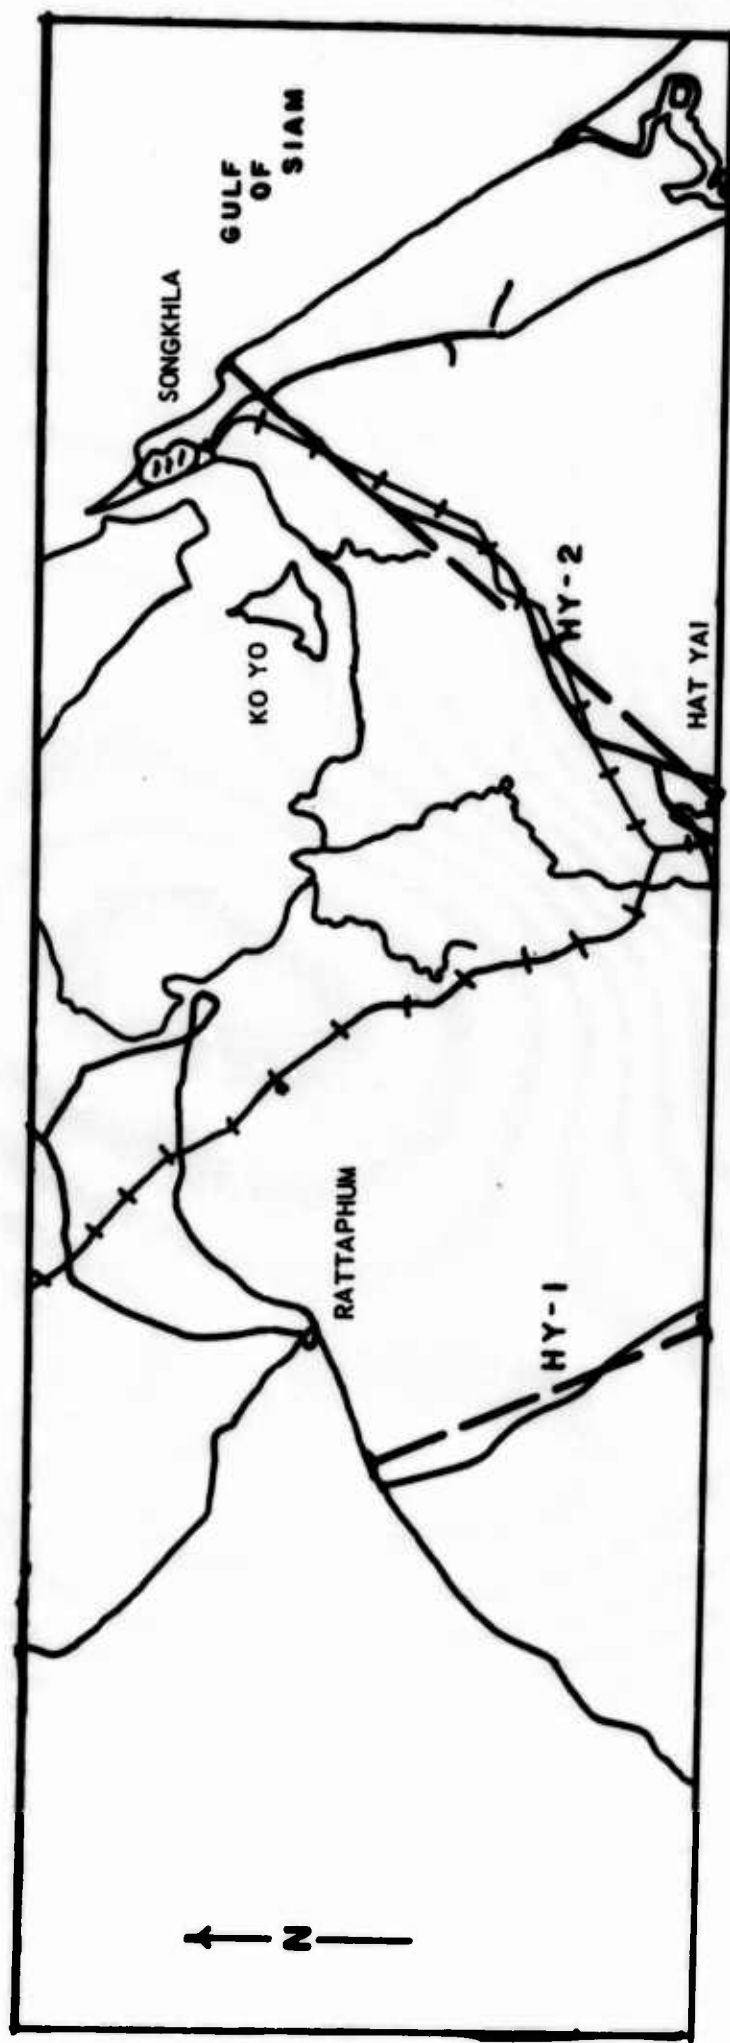 GULF
OF
SIAM
SONGKHLA
KO YO
HY-2
HAT YAI
RATTAPHUM
HY-1
N